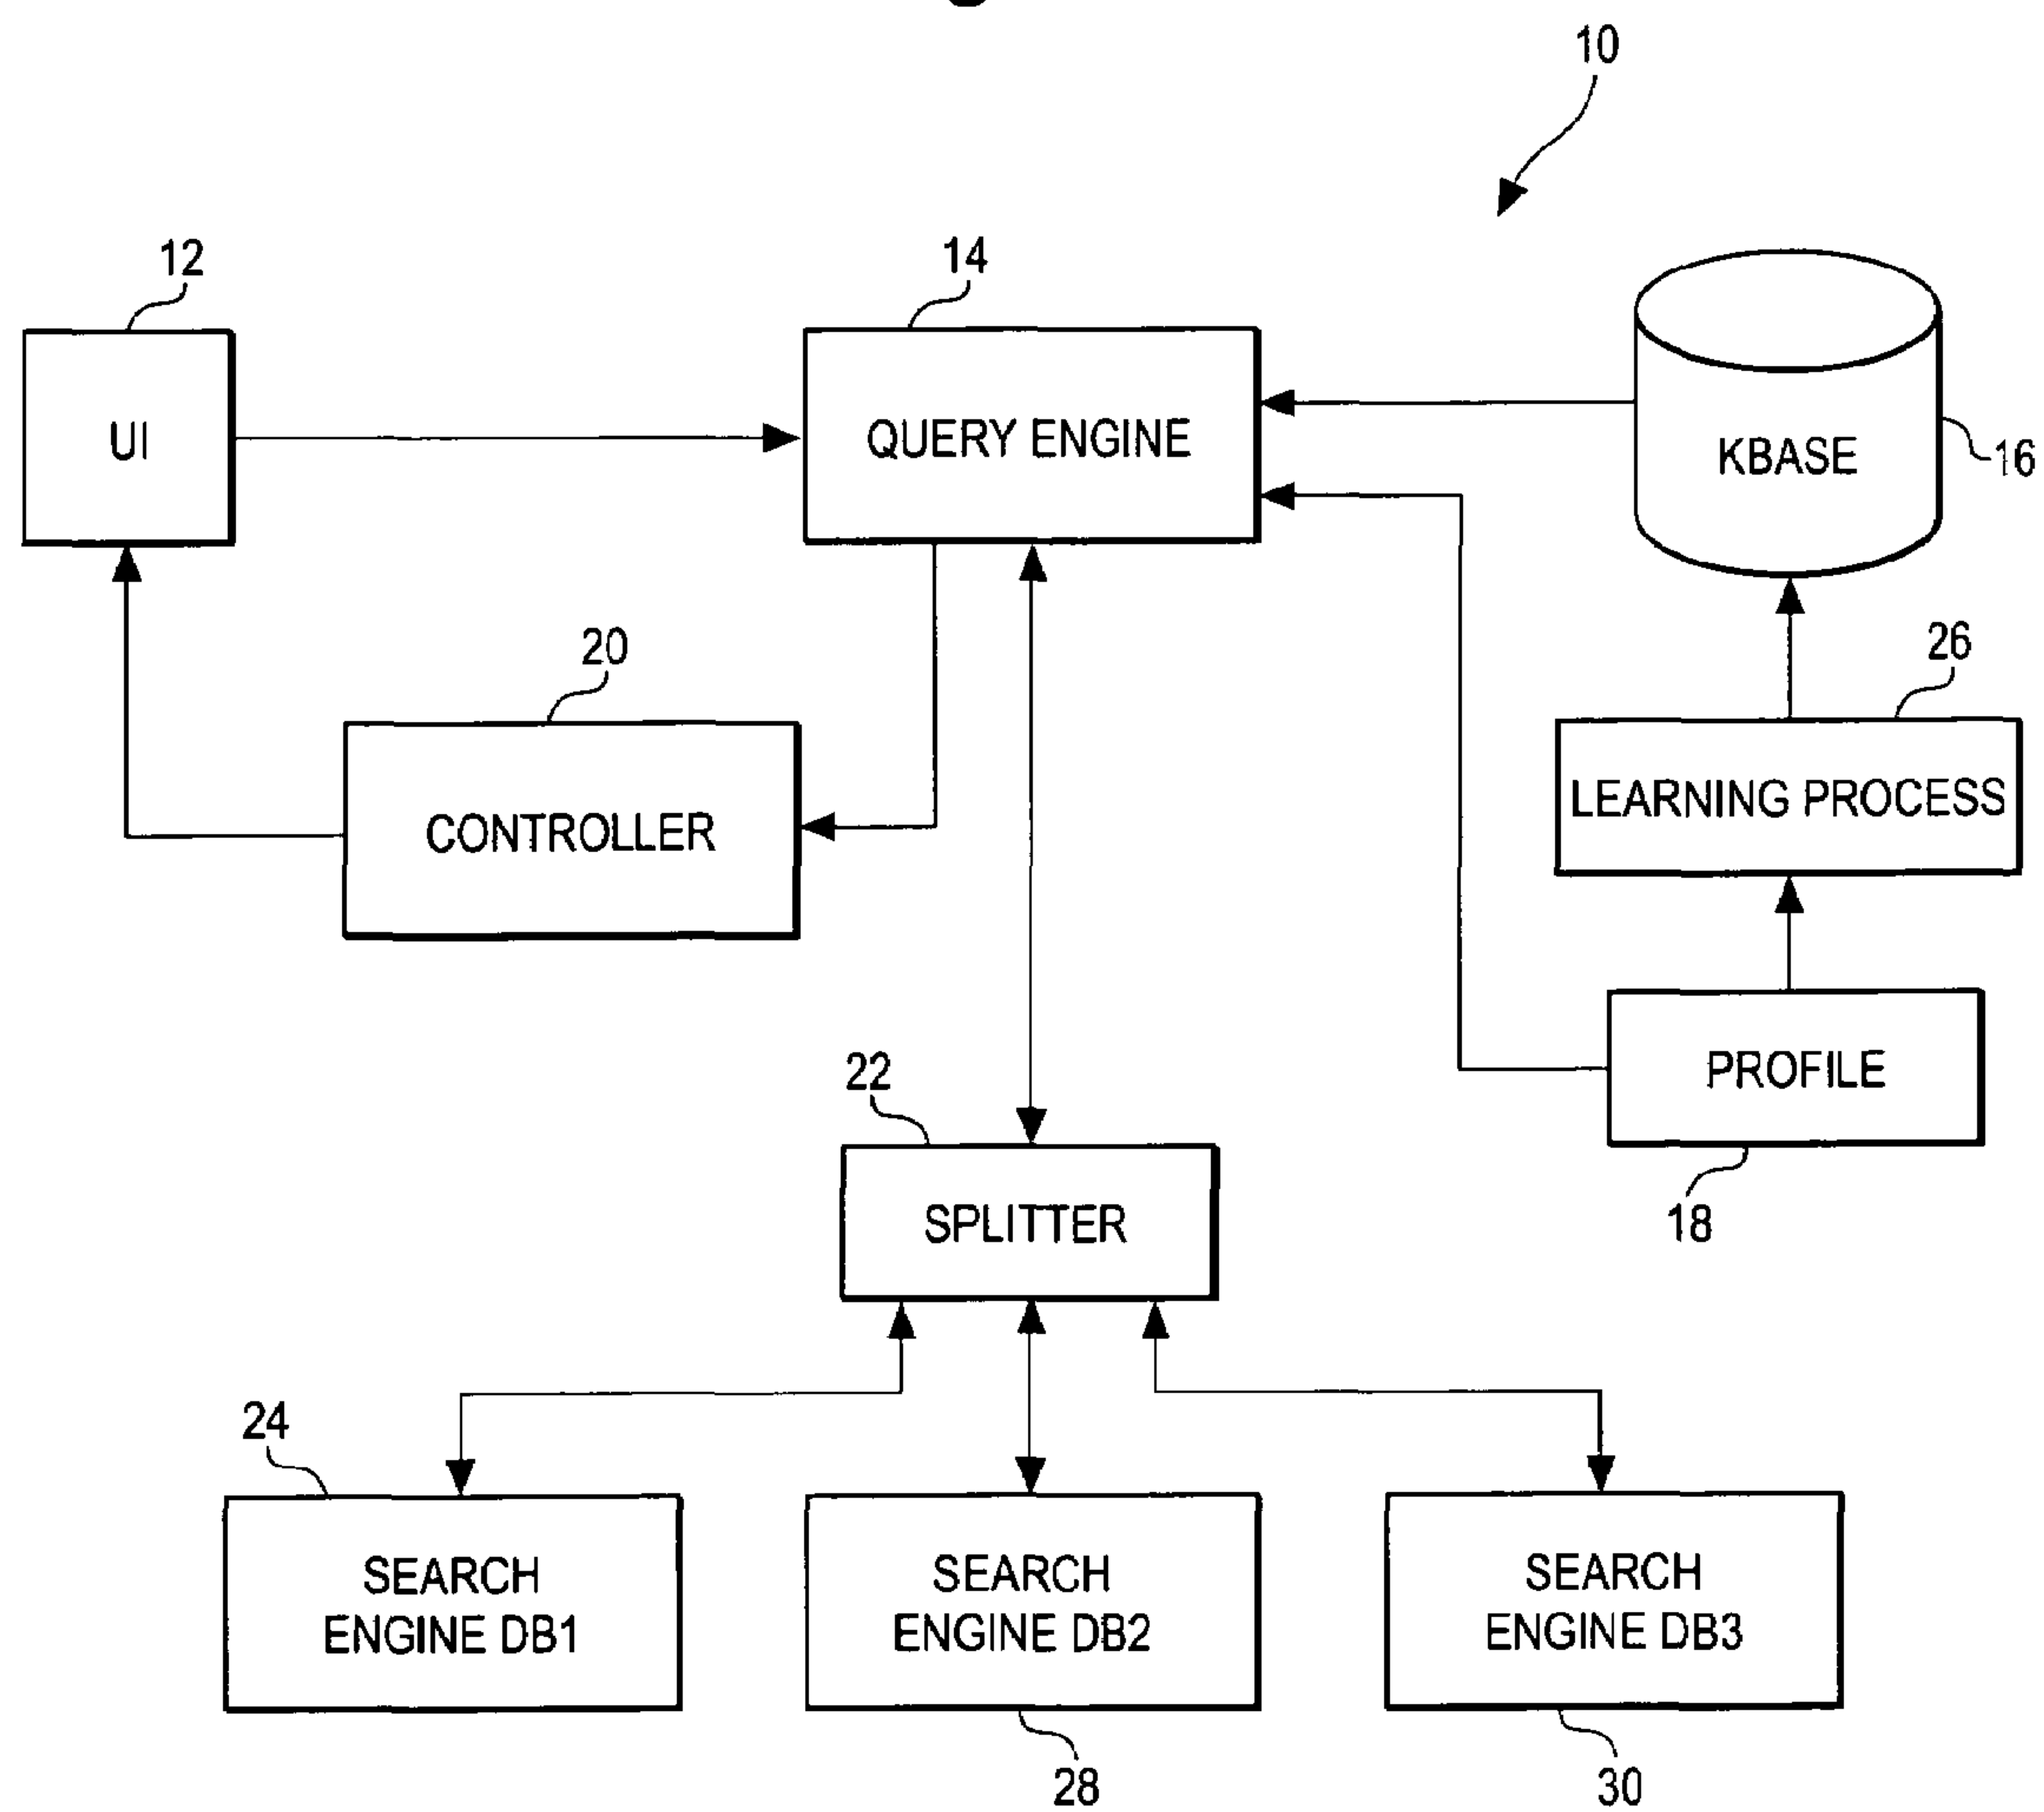 10
12
14
UI
QUERY ENGINE
KBASE
16
20
26
CONTROLLER
LEARNING PROCESS
22
PROFILE
SPLITTER
18
24
SEARCH
ENGINE DB1
SEARCH
ENGINE DB2
SEARCH
ENGINE DB3
28
30